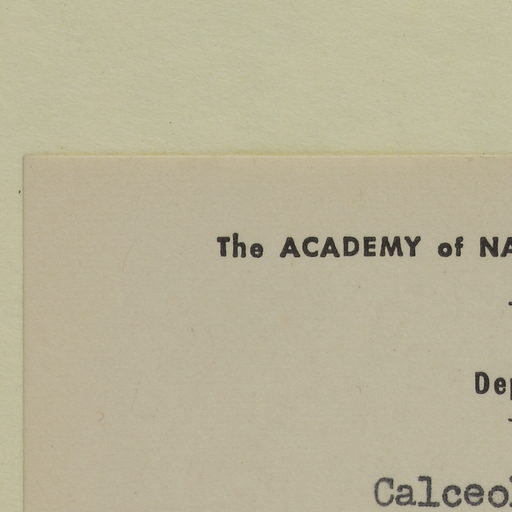 The ACADEMY of NA
Dep
Calceol